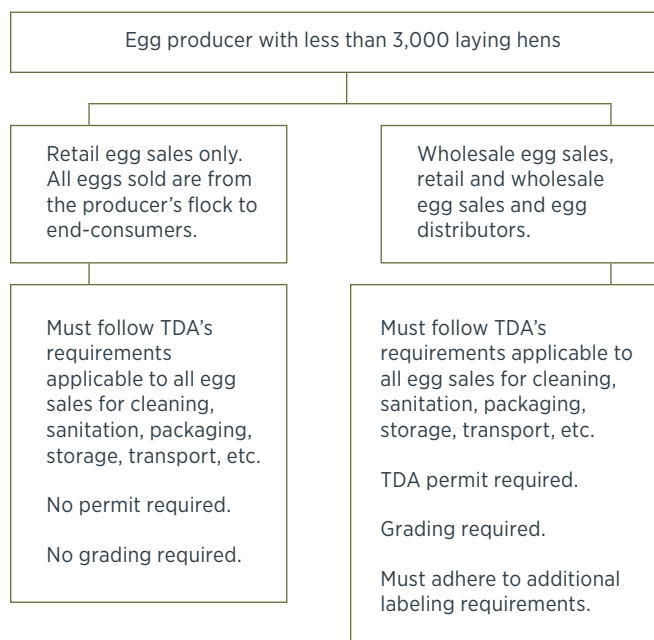 Egg producer with less than 3,000 laying hens
Retail egg sales only.
All eggs sold are from
the producer's flock to
end-consumers.
Wholesale egg sales,
retail and wholesale
egg sales and egg
distributors.
Must follow TDA's
requirements
applicable to all egg
sales for cleaning,
sanitation, packaging,
storage, transport, etc.
No permit required.
No grading required.
Must follow TDA's
requirements applicable to
all egg sales for cleaning,
sanitation, packaging,
storage, transport, etc.
TDA permit required.
Grading required.
Must adhere to additional
labeling requirements.